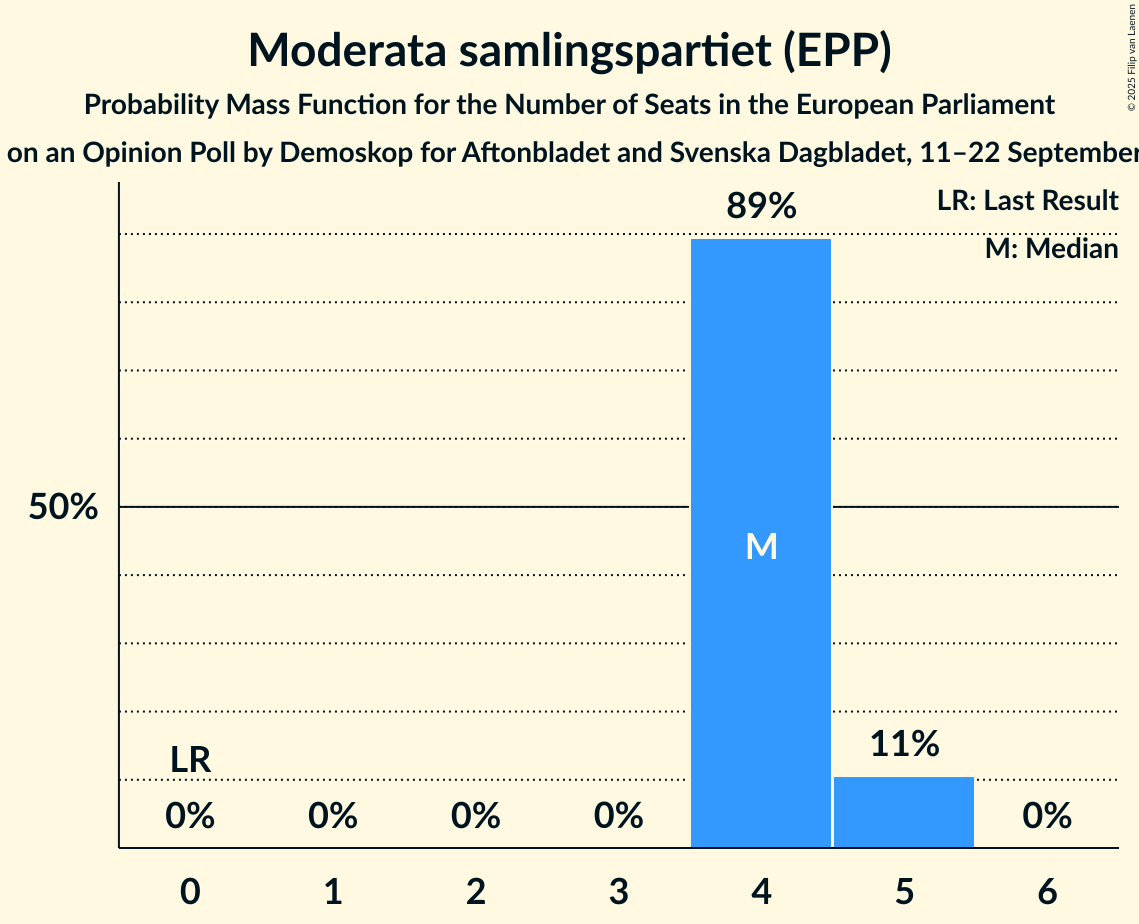 Moderata samlingspartiet (EPP)
Probability Mass Function for the Number of Seats in the European Parliament
on an Opinion Poll by Demoskop for Aftonbladet and Svenska Dagbladet, 11–22 September
© 2025 Filip van Laenen
LR: Last Result
M: Median
89%
50%
M
LR
11%
0% 0% 0% 0% 0%
0 1 2 3 4 5 6